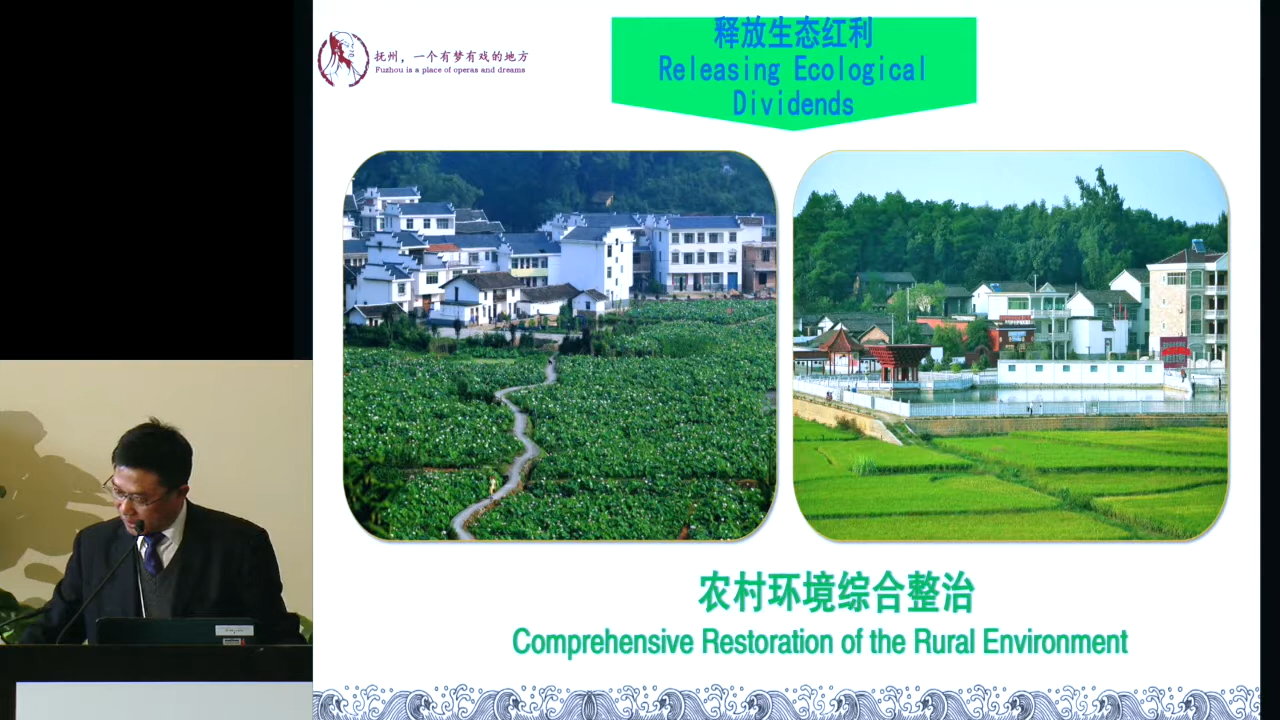 抚州，一个有梦有戏的地方
Fuzhou is a place of operas and dreams
释放生态红利
Releasing Ecological
Dividends
农村环境综合整治
Comprehensive Restoration of the Rural Environment